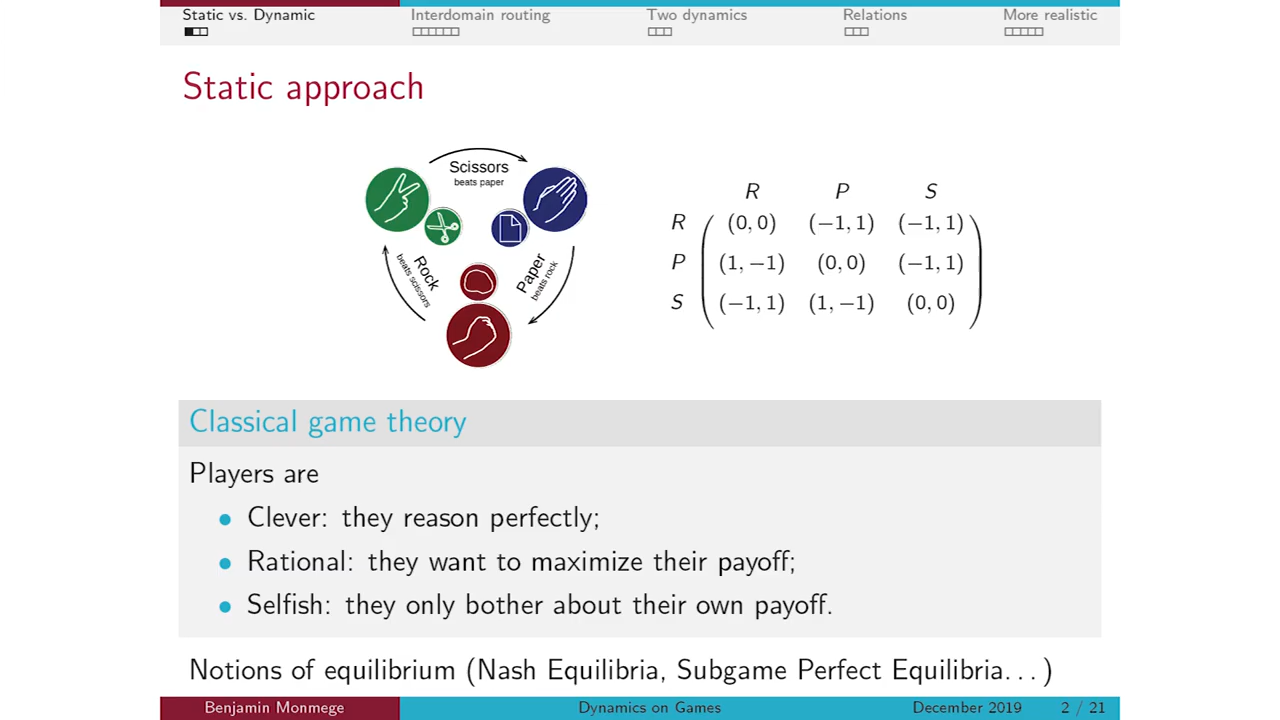 Static vs. Dynamic Interdomain routing Two dynamics Relations More realistic
Static approach
Scissors
beats paper
Rock
beats scissors
Paper
beats rock
R P S
R (0, 0) (−1, 1) (−1, 1)
P (1, −1) (0, 0) (−1, 1)
S (−1, 1) (1, −1) (0, 0)
Classical game theory
Players are
• Clever: they reason perfectly;
• Rational: they want to maximize their payoff;
• Selfish: they only bother about their own payoff.
Notions of equilibrium (Nash Equilibria, Subgame Perfect Equilibria. . . )
Benjamin Monmege Dynamics on Games December 2019 2 / 21